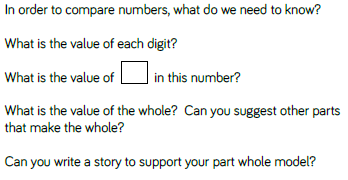 In order to compare numbers, what do we need to know?
What is the value of each digit?
What is the value of in this number?
What is the value of the whole? Can you suggest other parts
that make the whole?
Can you write a story to support your part whole model?